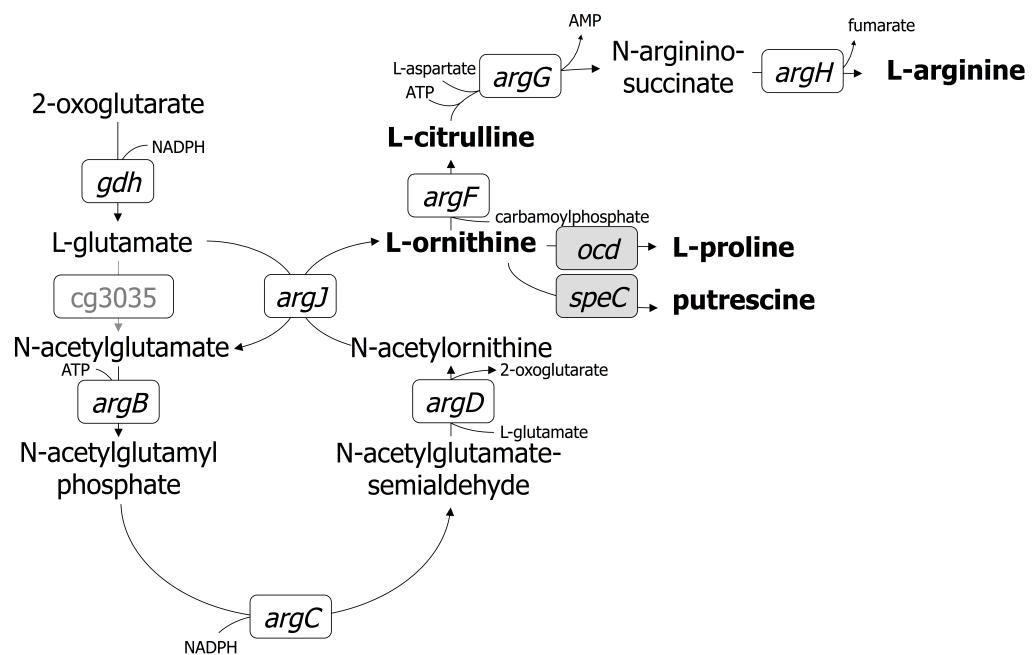 AMP
fumarate
N-arginino-
succinate
L-aspartate
ATP
argG
argH
L-arginine
2-oxoglutarate
NADPH
L-citrulline
gdh
argF
carbamoylphosphate
L-glutamate
L-ornithine
ocd
L-proline
cg3035
argJ
speC
putrescine
N-acetylglutamate
N-acetylornithine
ATP
2-oxoglutarate
argB
argD
L-glutamate
N-acetylglutamyl
phosphate
N-acetylglutamate-
semialdehyde
argC
NADPH